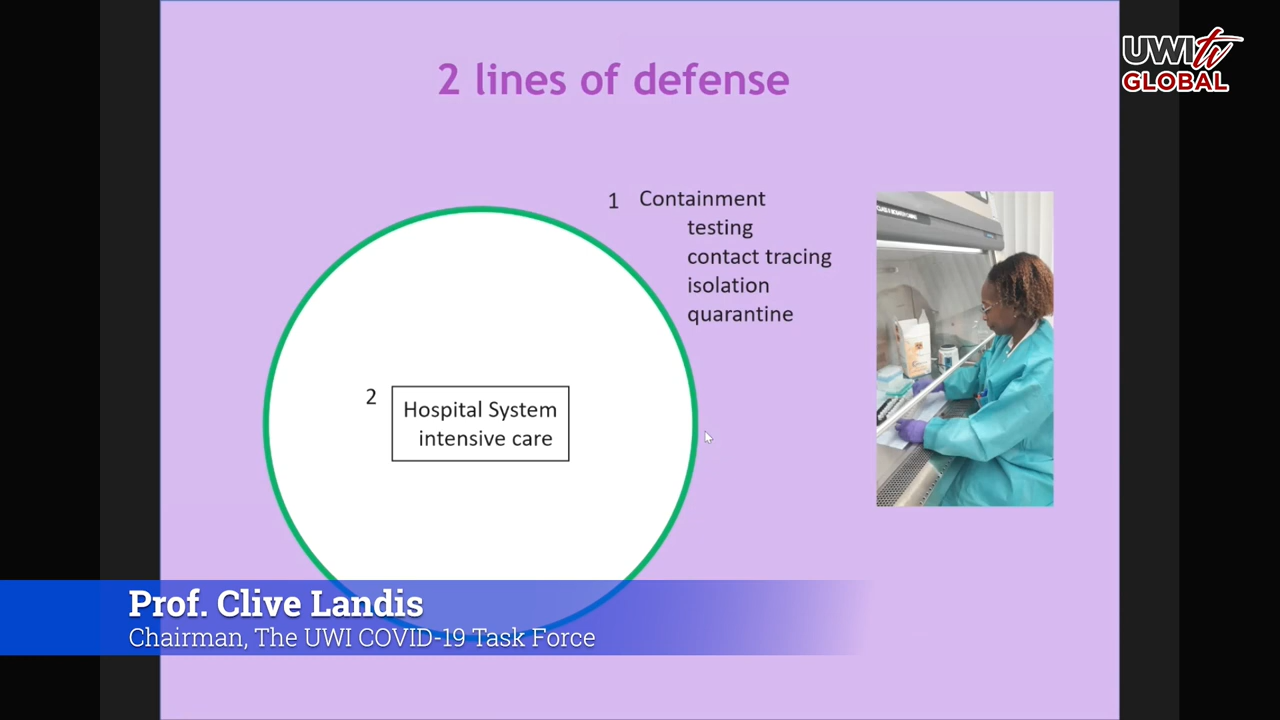 UWI tv
GLOBAL
2 lines of defense
1 Containment
testing
contact tracing
isolation
quarantine
2 Hospital System
intensive care
Prof. Clive Landis
Chairman, The UWI COVID-19 Task Force